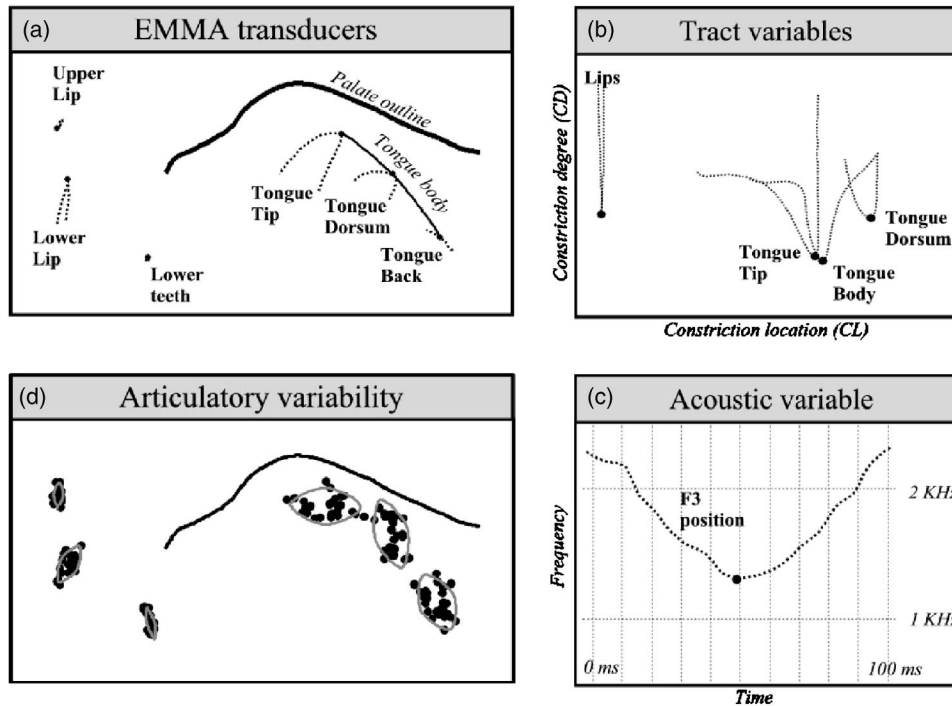 (a) EMMA transducers
Upper
Lip
Palate outline
Tongue body
Tongue
Tip
Tongue
Dorsum
Tongue
Back
Lower
Lip
Lower
teeth
(b) Tract variables
Constriction degree (CD)
Lips
Tongue
Tip
Tongue
Body
Tongue
Dorsum
Constriction location (CL)
(d) Articulatory variability
(c) Acoustic variable
Frequency
F3
position
2 KHz
1 KHz
0 ms
100 ms
Time